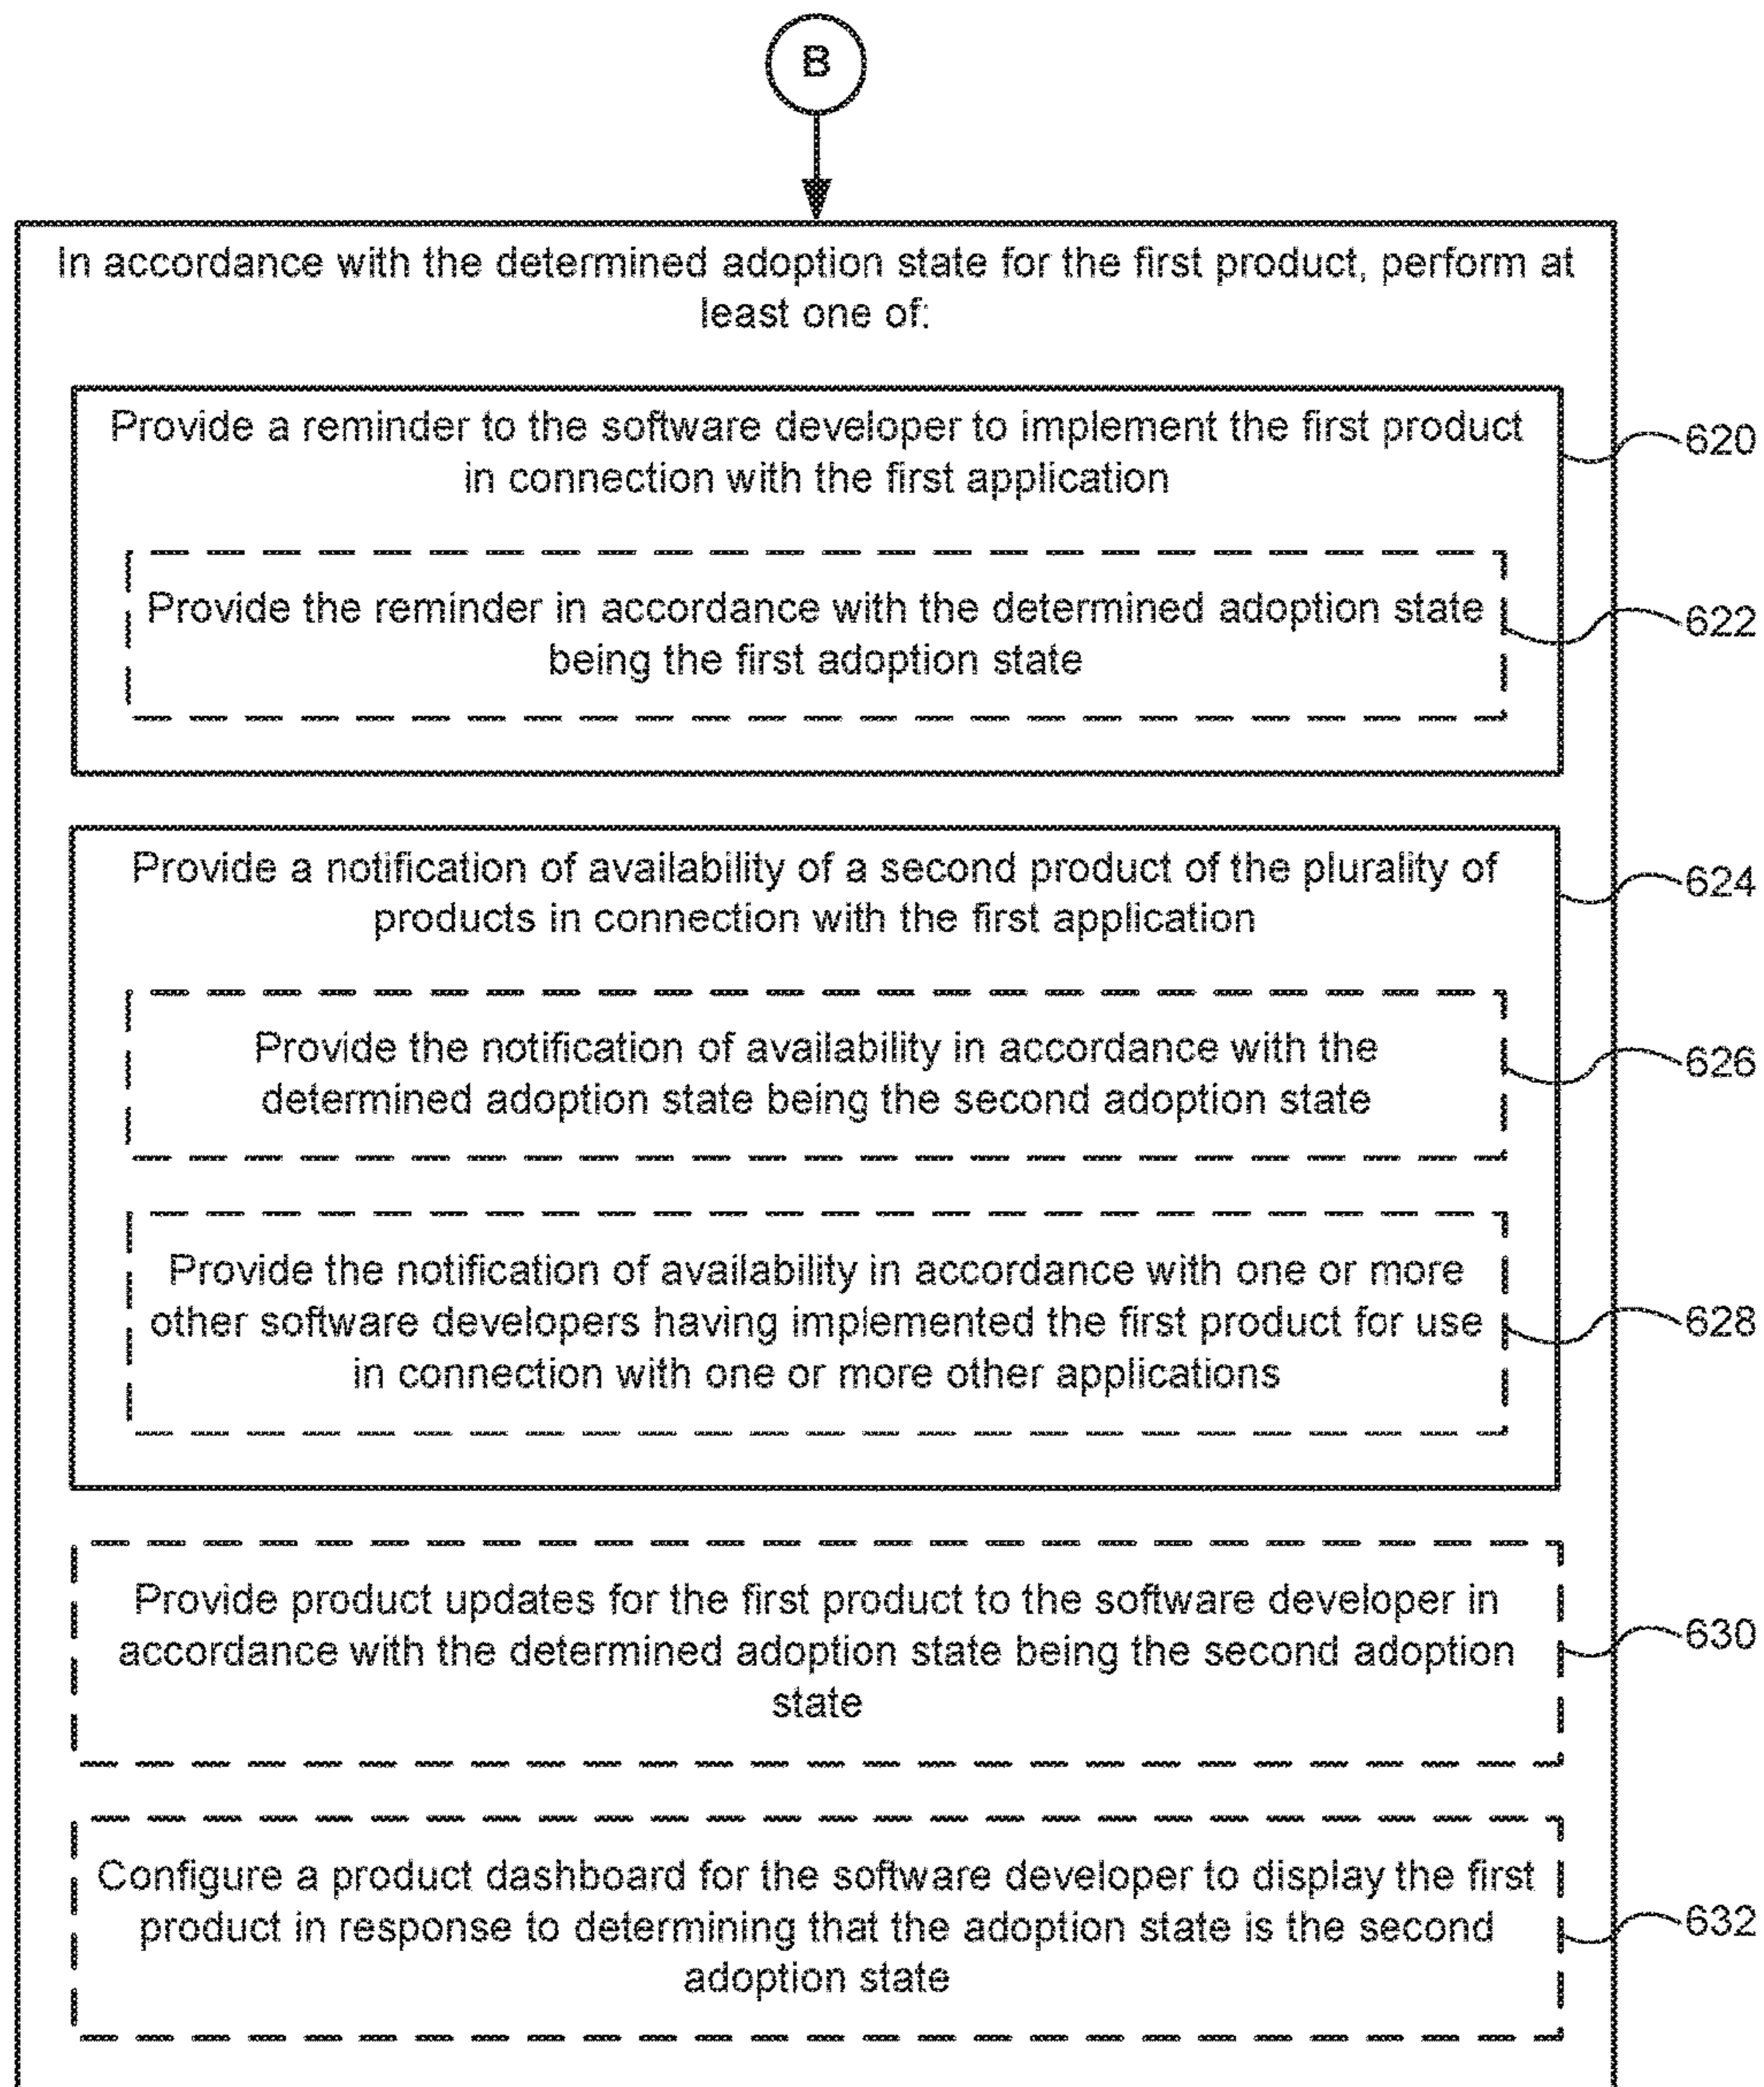 B
In accordance with the determined adoption state for the first product, perform at
least one of:
Provide a reminder to the software developer to implement the first product
in connection with the first application
620
Provide the reminder in accordance with the determined adoption state
being the first adoption state
622
Provide a notification of availability of a second product of the plurality of
products in connection with the first application
624
Provide the notification of availability in accordance with the
determined adoption state being the second adoption state
626
Provide the notification of availability in accordance with one or more
other software developers having implemented the first product for use
in connection with one or more other applications
628
Provide product updates for the first product to the software developer in
accordance with the determined adoption state being the second adoption
state
630
Configure a product dashboard for the software developer to display the first
product in response to determining that the adoption state is the second
adoption state
632